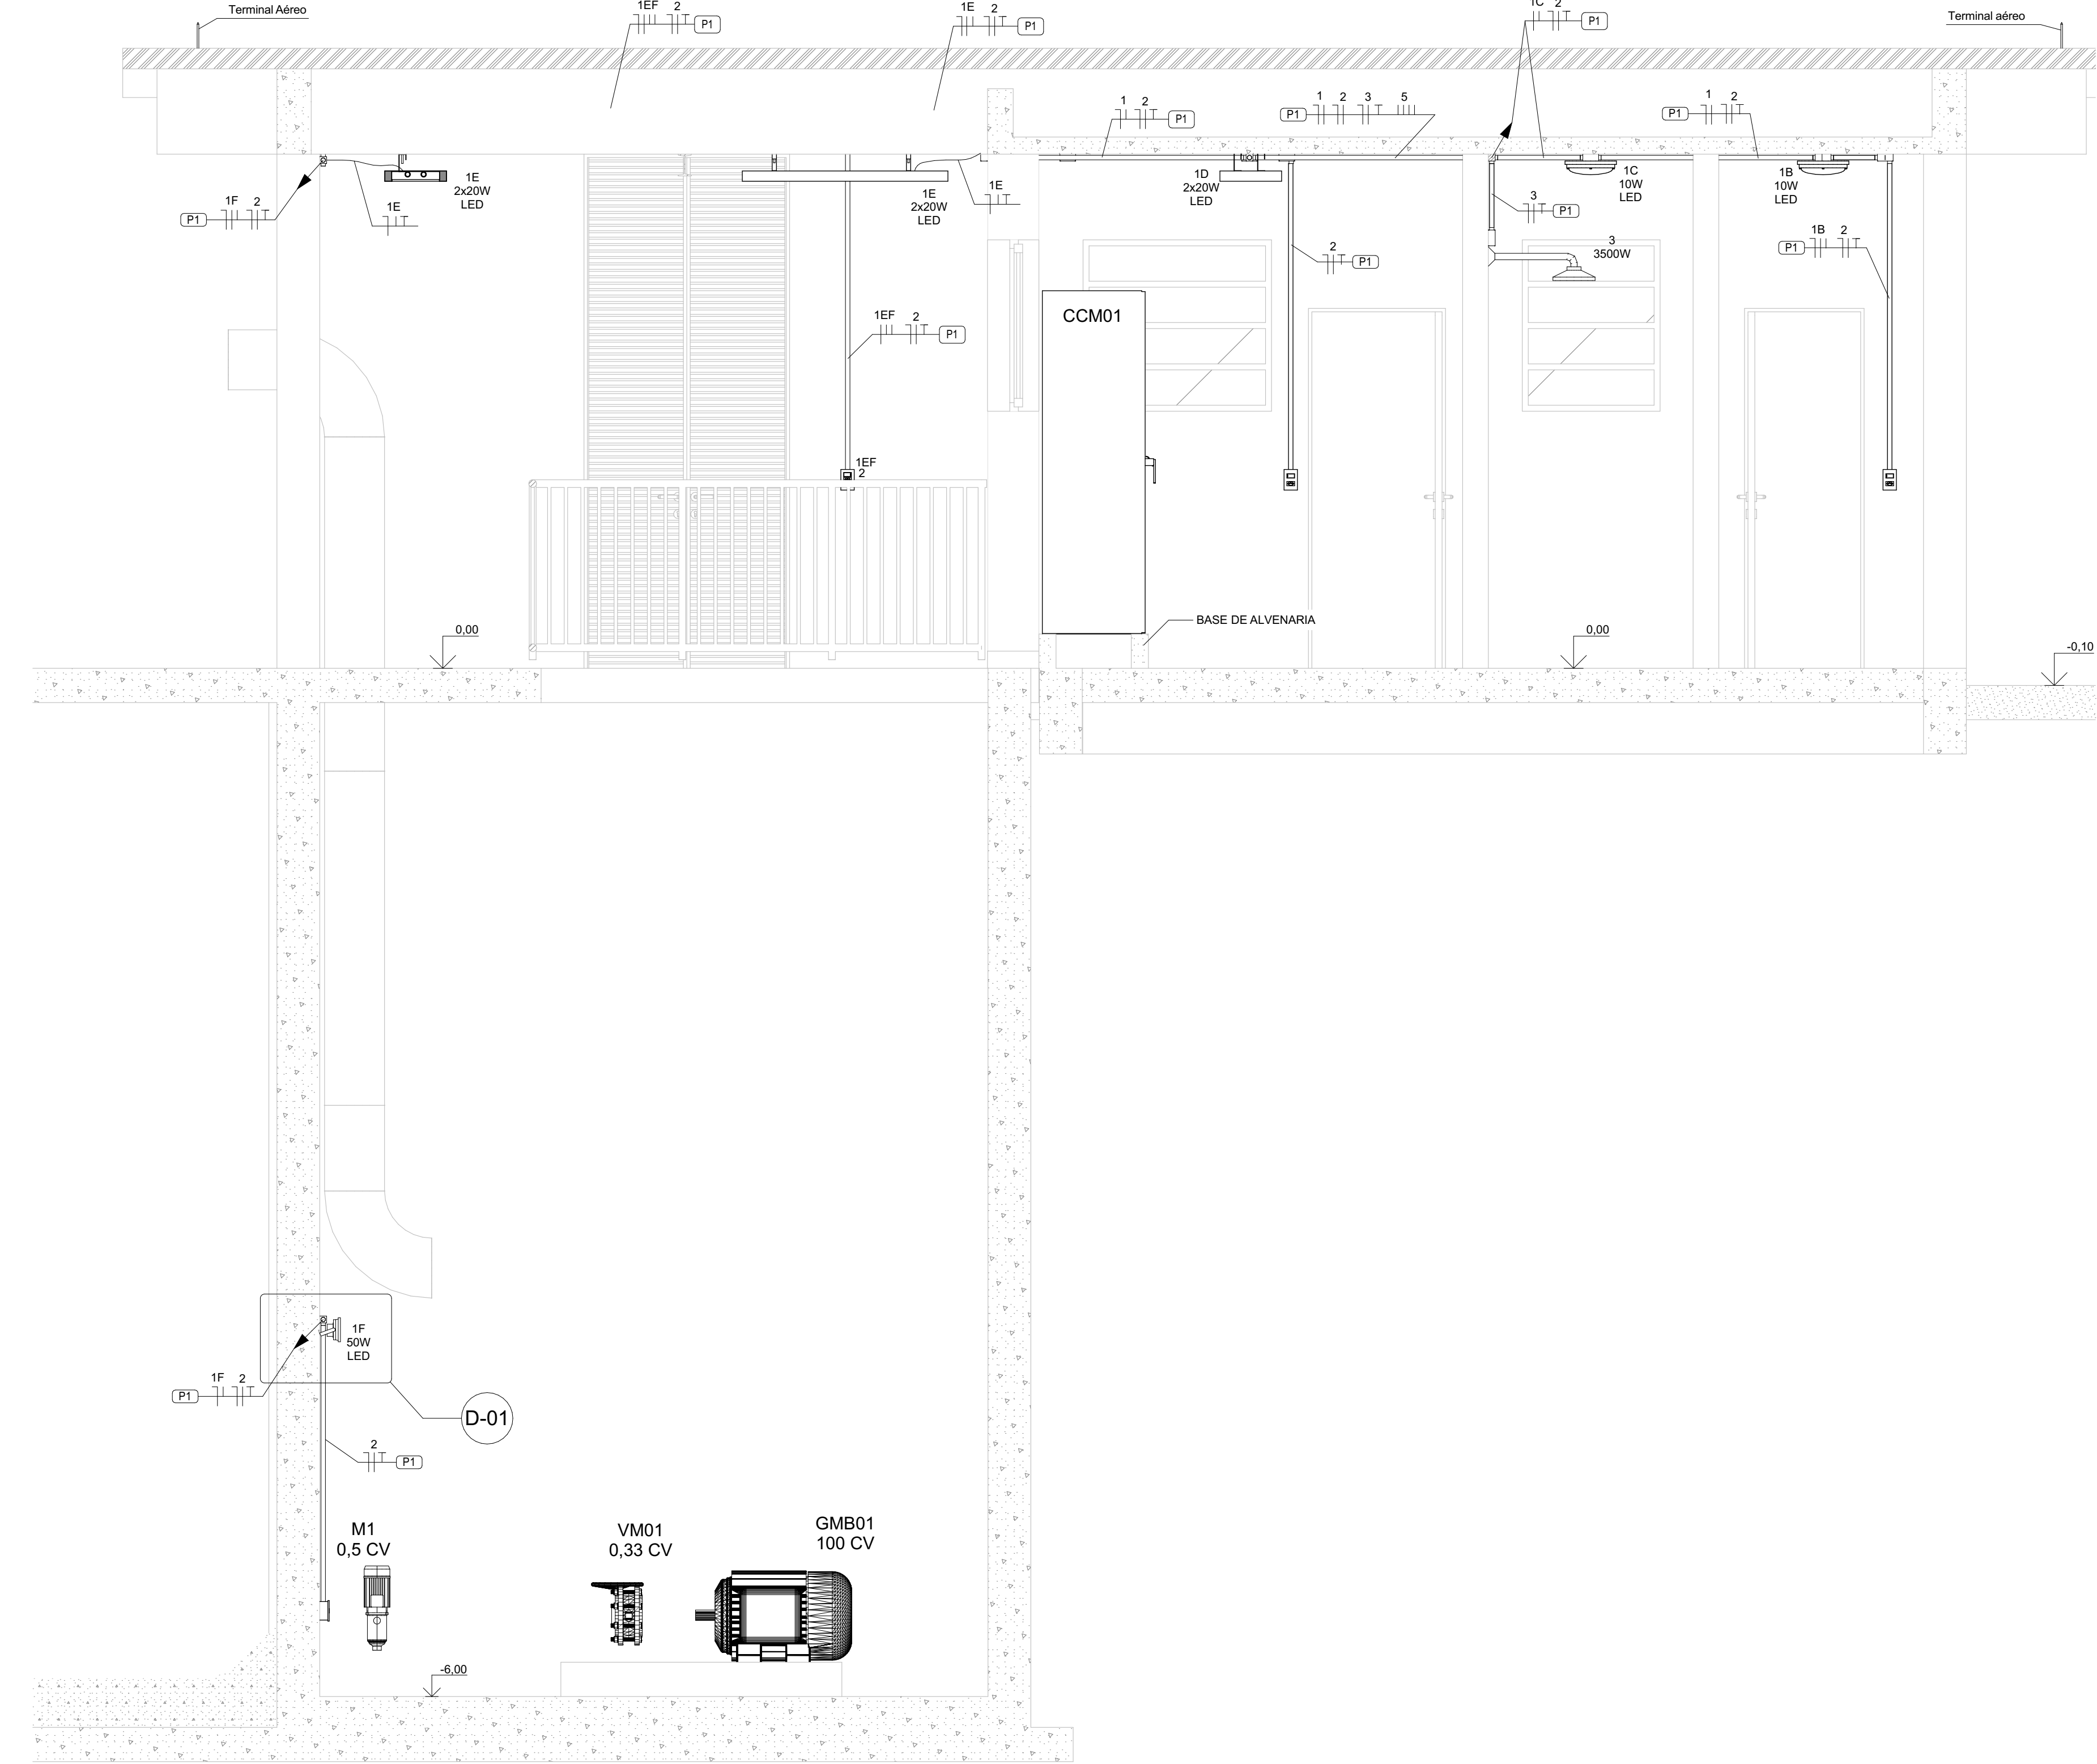 Terminal Aéreo
1EF 2
P1
1E 2
P1
1C 2
P1
Terminal aéreo
1 2
P1
1 2 3 5
P1
1 2
P1
1E
2x20W
LED
1F 2
P1
1E
1E
2x20W
LED
1E
1D
2x20W
LED
1C
10W
LED
1B
10W
LED
3
P1
3
3500W
1B 2
P1
2
P1
CCM01
1EF 2
P1
1EF
2
BASE DE ALVENARIA
0,00
0,00
-0,10
1F
50W
LED
1F 2
P1
D-01
2
P1
M1
0,5 CV
VM01
0,33 CV
GMB01
100 CV
-6,00